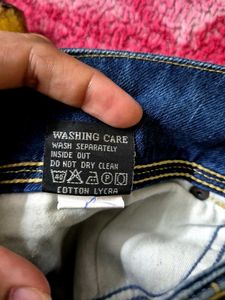 WASHING CARE
WASH SEPARATELY
INSIDE OUT
DO NOT DRY CLEAN
COTTON LYCRA